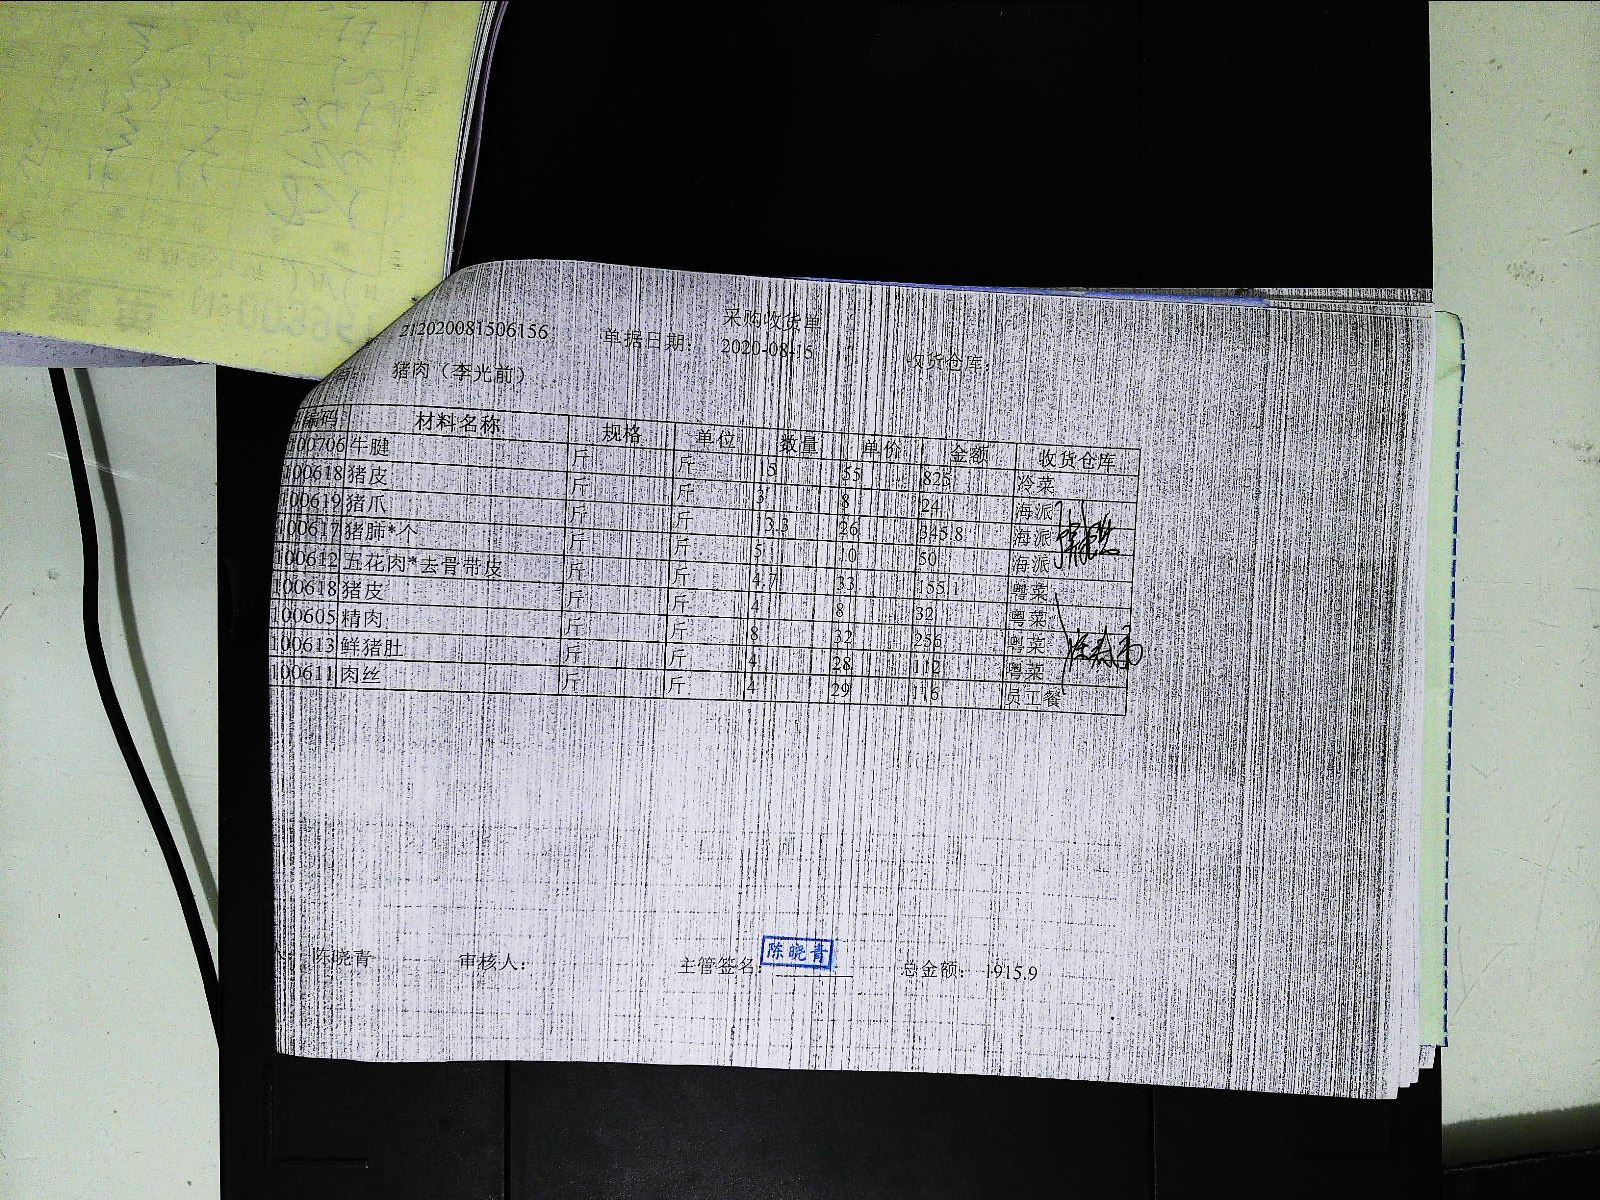 采购收货单
212020081506156 单据日期： 2020-08-15 收货仓库：
猪肉（李光前）
编码 材料名称 规格 单位 数量 单价 金额 收货仓库
100706 牛腱 斤 斤 15 55 825 冷菜
100618 猪皮 斤 斤 3 8 24 海派
100619 猪爪 斤 斤 13.3 26 345.8 海派
100617 猪肺*个 斤 斤 5 10 50 海派
100612 五花肉*去骨带皮 斤 斤 4.7 33 155.1 粤菜
100618 猪皮 斤 斤 4 8 32 粤菜
100605 精肉 斤 斤 8 32 256 粤菜
100613 鲜猪肚 斤 斤 4 28 112 粤菜
100611 肉丝 斤 斤 4 29 116 员工餐
陈晓青 审核人： 主管签名： 陈晓青 总金额： 1915.9